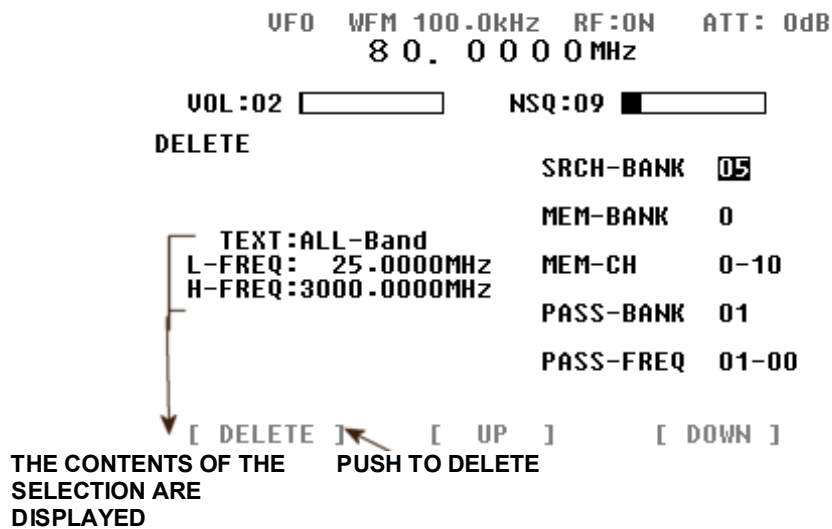 VFO WFM 100.0kHz RF:ON ATT: 0dB
80.0000MHz
VOL:02 NSQ:09
DELETE
SRCH-BANK 05
MEM-BANK 0
TEXT:ALL-Band
L-FREQ: 25.0000MHz MEM-CH 0-10
H-FREQ:3000.0000MHz
PASS-BANK 01
PASS-FREQ 01-00
[ DELETE ] [ UP ] [ DOWN ]
THE CONTENTS OF THE PUSH TO DELETE
SELECTION ARE
DISPLAYED